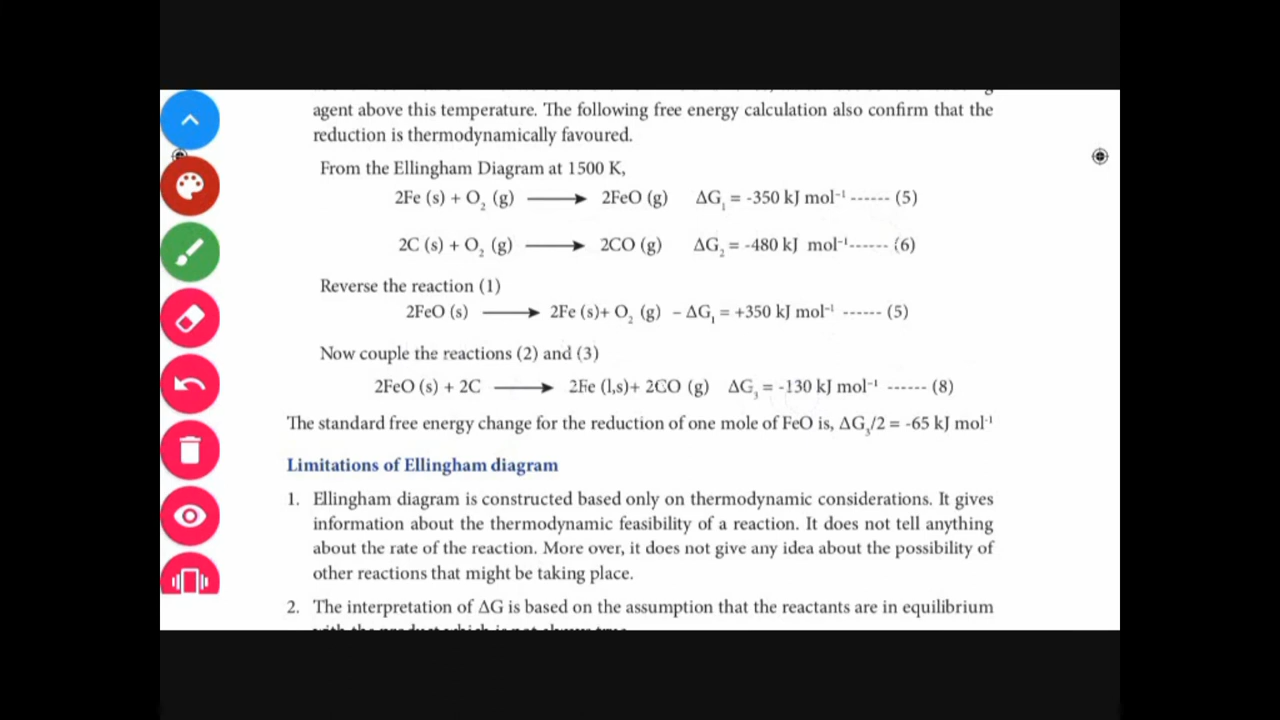 agent above this temperature. The following free energy calculation also confirm that the
reduction is thermodynamically favoured.
From the Ellingham Diagram at 1500 K,
2Fe (s) + O₂ (g) ⟶ 2FeO (g) ΔG₁ = -350 kJ mol⁻¹ ------ (5)
2C (s) + O₂ (g) ⟶ 2CO (g) ΔG₂ = -480 kJ mol⁻¹------ (6)
Reverse the reaction (1)
2FeO (s) ⟶ 2Fe (s)+ O₂ (g) – ΔG₁ = +350 kJ mol⁻¹ ------ (5)
Now couple the reactions (2) and (3)
2FeO (s) + 2C ⟶ 2Fe (l,s)+ 2CO (g) ΔG₃ = -130 kJ mol⁻¹ ------ (8)
The standard free energy change for the reduction of one mole of FeO is, ΔG₃/2 = -65 kJ mol⁻¹
Limitations of Ellingham diagram
1. Ellingham diagram is constructed based only on thermodynamic considerations. It gives
information about the thermodynamic feasibility of a reaction. It does not tell anything
about the rate of the reaction. More over, it does not give any idea about the possibility of
other reactions that might be taking place.
2. The interpretation of ΔG is based on the assumption that the reactants are in equilibrium